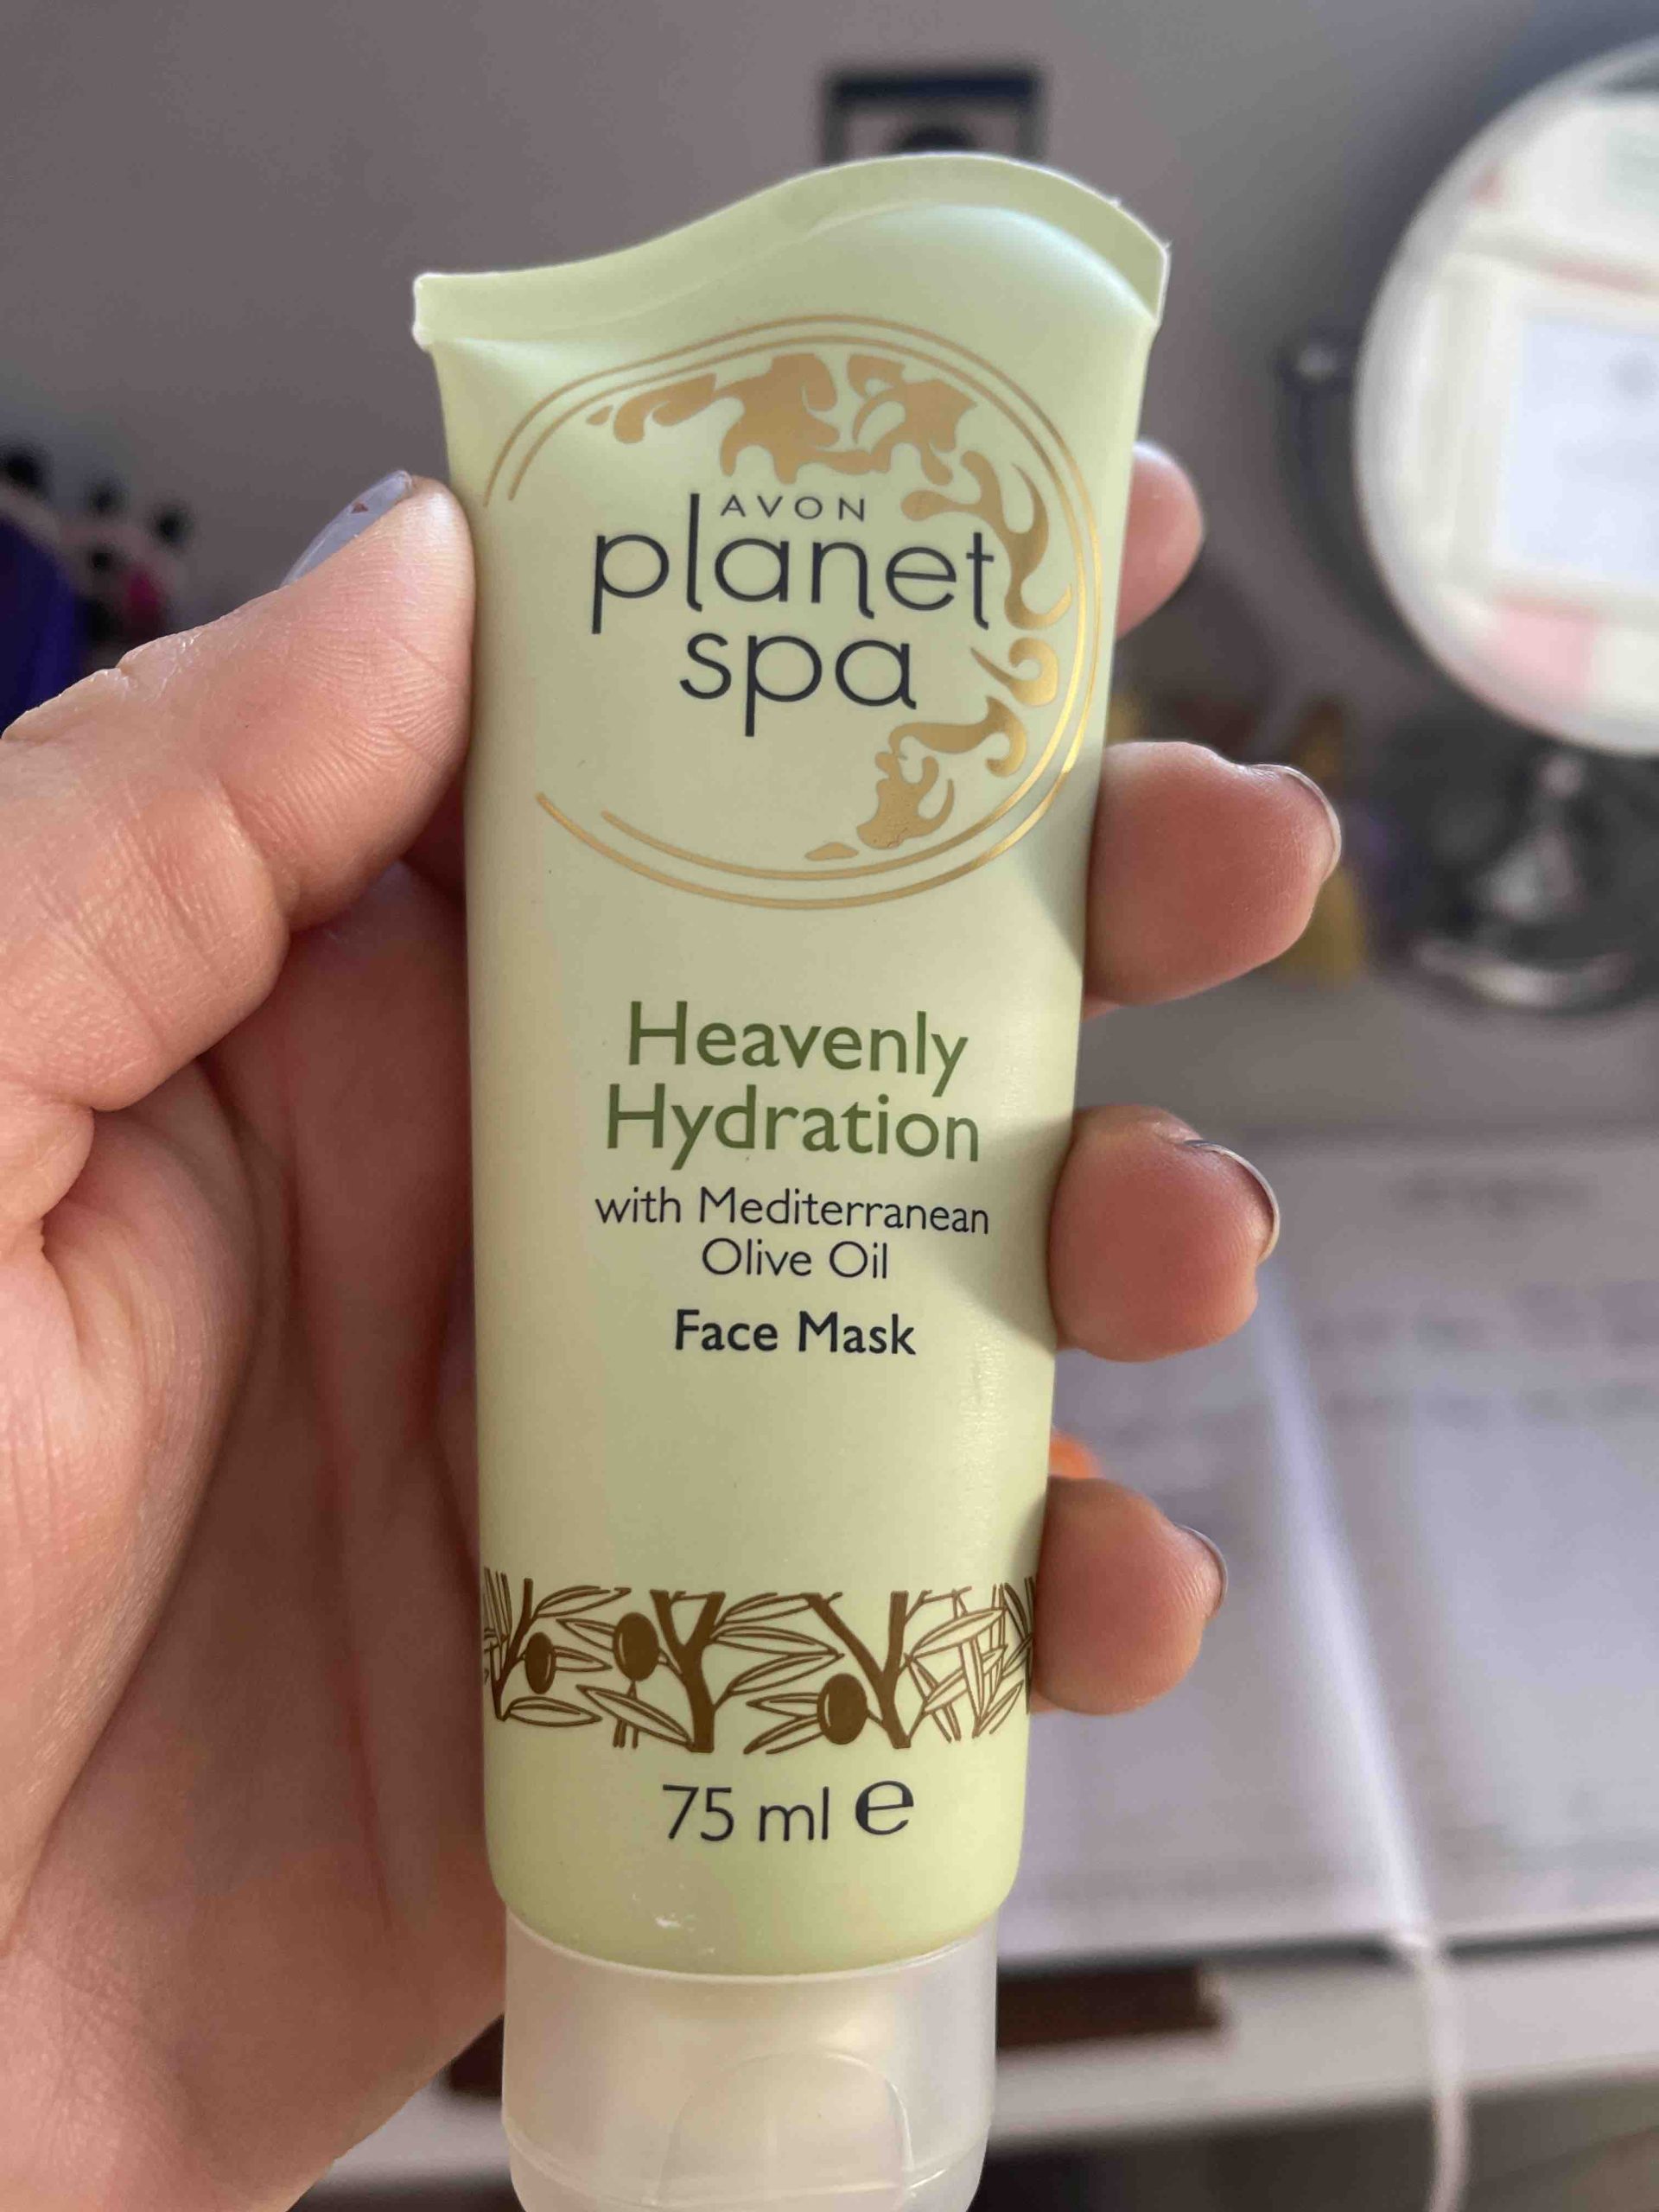 AVON
planet
spa
Heavenly
Hydration
with Mediterranean
Olive Oil
Face Mask
75 ml e